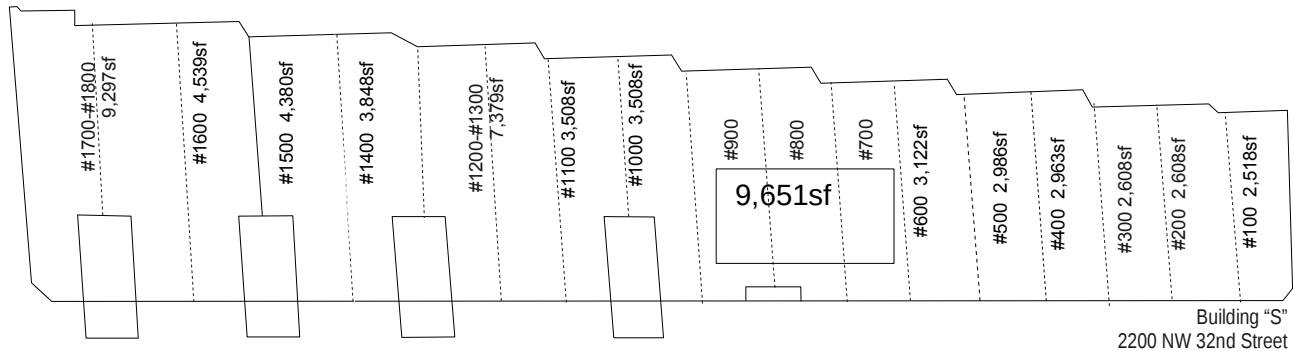 #1700-#1800
9,297sf
#1600 4,539sf
#1500 4,380sf
#1400 3,848sf
#1200-#1300
7,379sf
#1100 3,508sf
#1000 3,508sf
#900
#800
#700
9,651sf
#600 3,122sf
#500 2,986sf
#400 2,963sf
#300 2,608sf
#200 2,608sf
#100 2,518sf
Building “S”
2200 NW 32nd Street